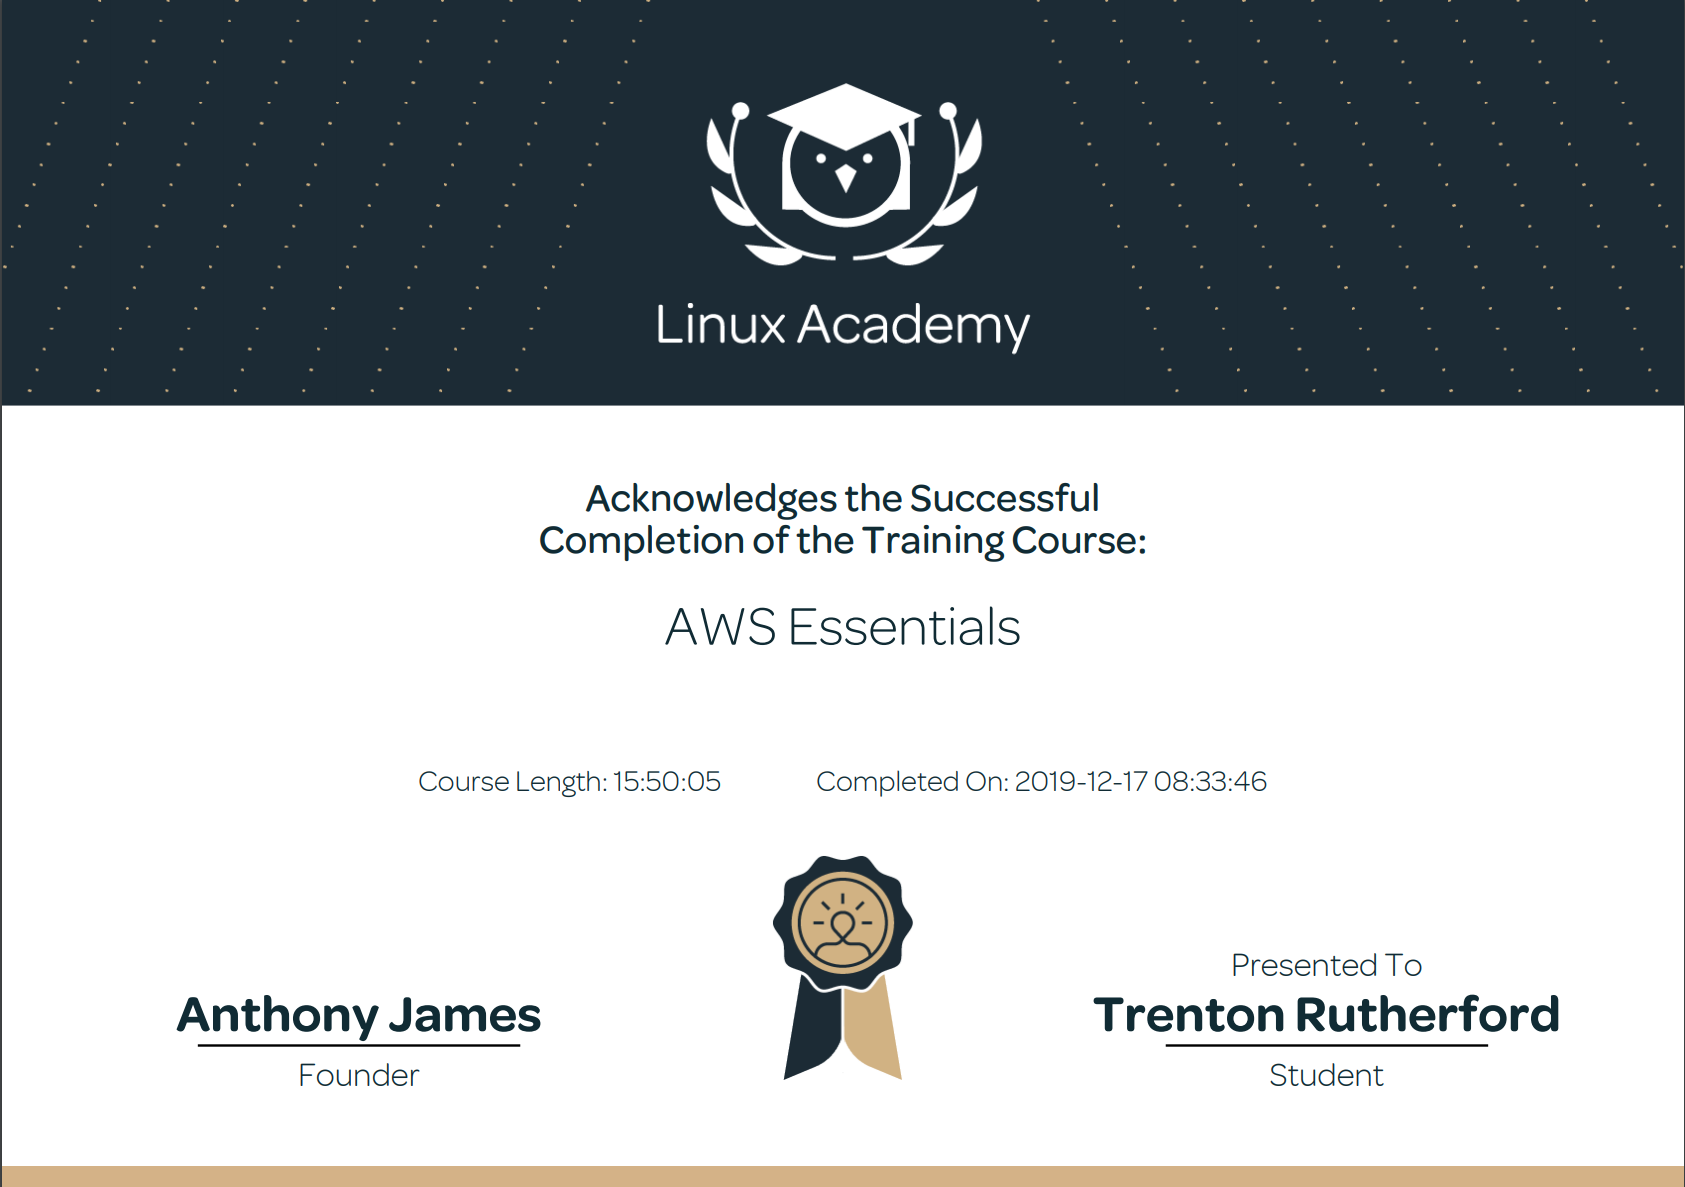 Linux Academy
Acknowledges the Successful
Completion of the Training Course:
AWS Essentials
Course Length: 15:50:05
Completed On: 2019-12-17 08:33:46
Anthony James
Founder
Presented To
Trenton Rutherford
Student